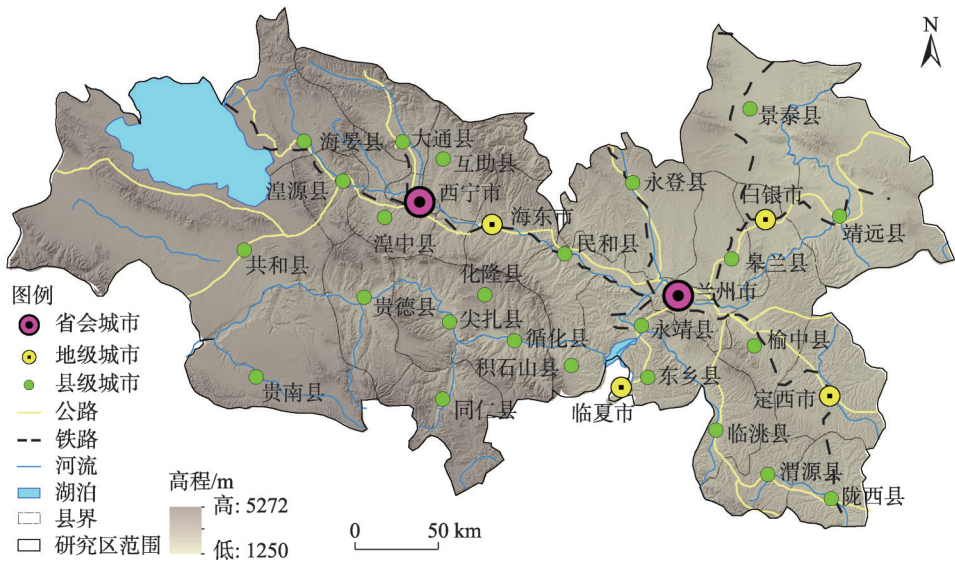 N
景泰县
海晏县
大通县
互助县
湟源县
西宁市
永登县
白银市
海东市
靖远县
湟中县
民和县
皋兰县
共和县
化隆县
兰州市
贵德县
尖扎县
永靖县
循化县
榆中县
积石山县
东乡县
贵南县
定西市
临夏市
同仁县
临洮县
渭源县
陇西县
图例
省会城市
地级城市
县级城市
公路
铁路
河流
湖泊
县界
研究区范围
高程/m
高: 5272
低: 1250
0 50 km